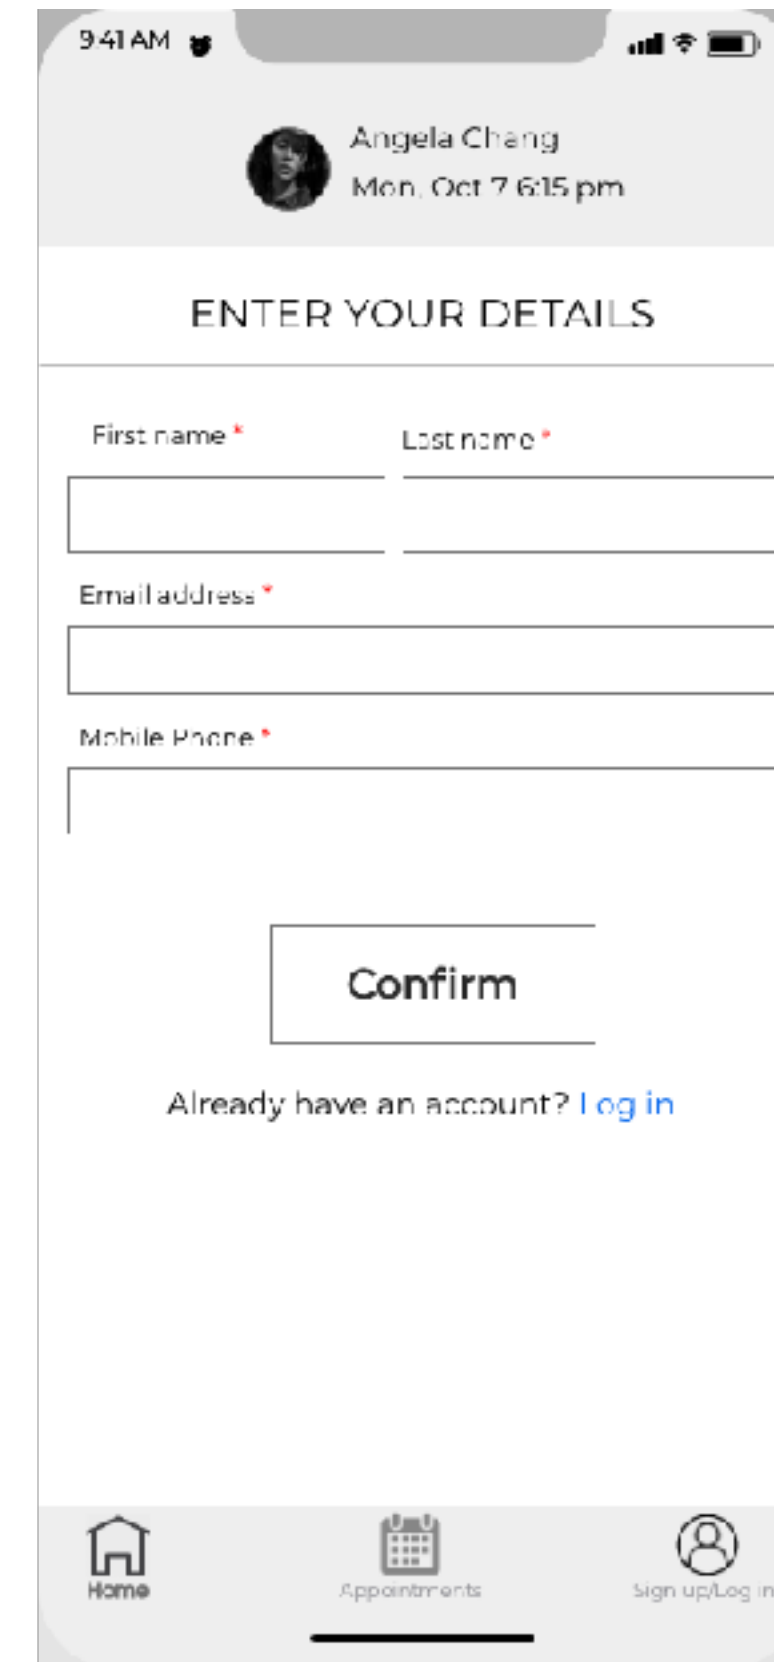 9:41 AM
Angela Chang
Mon, Oct 7 6:15 pm
ENTER YOUR DETAILS
First name * Last name *
Email address *
Mobile Phone *
Confirm
Already have an account? Log in
Home Appointments Sign up/Log in